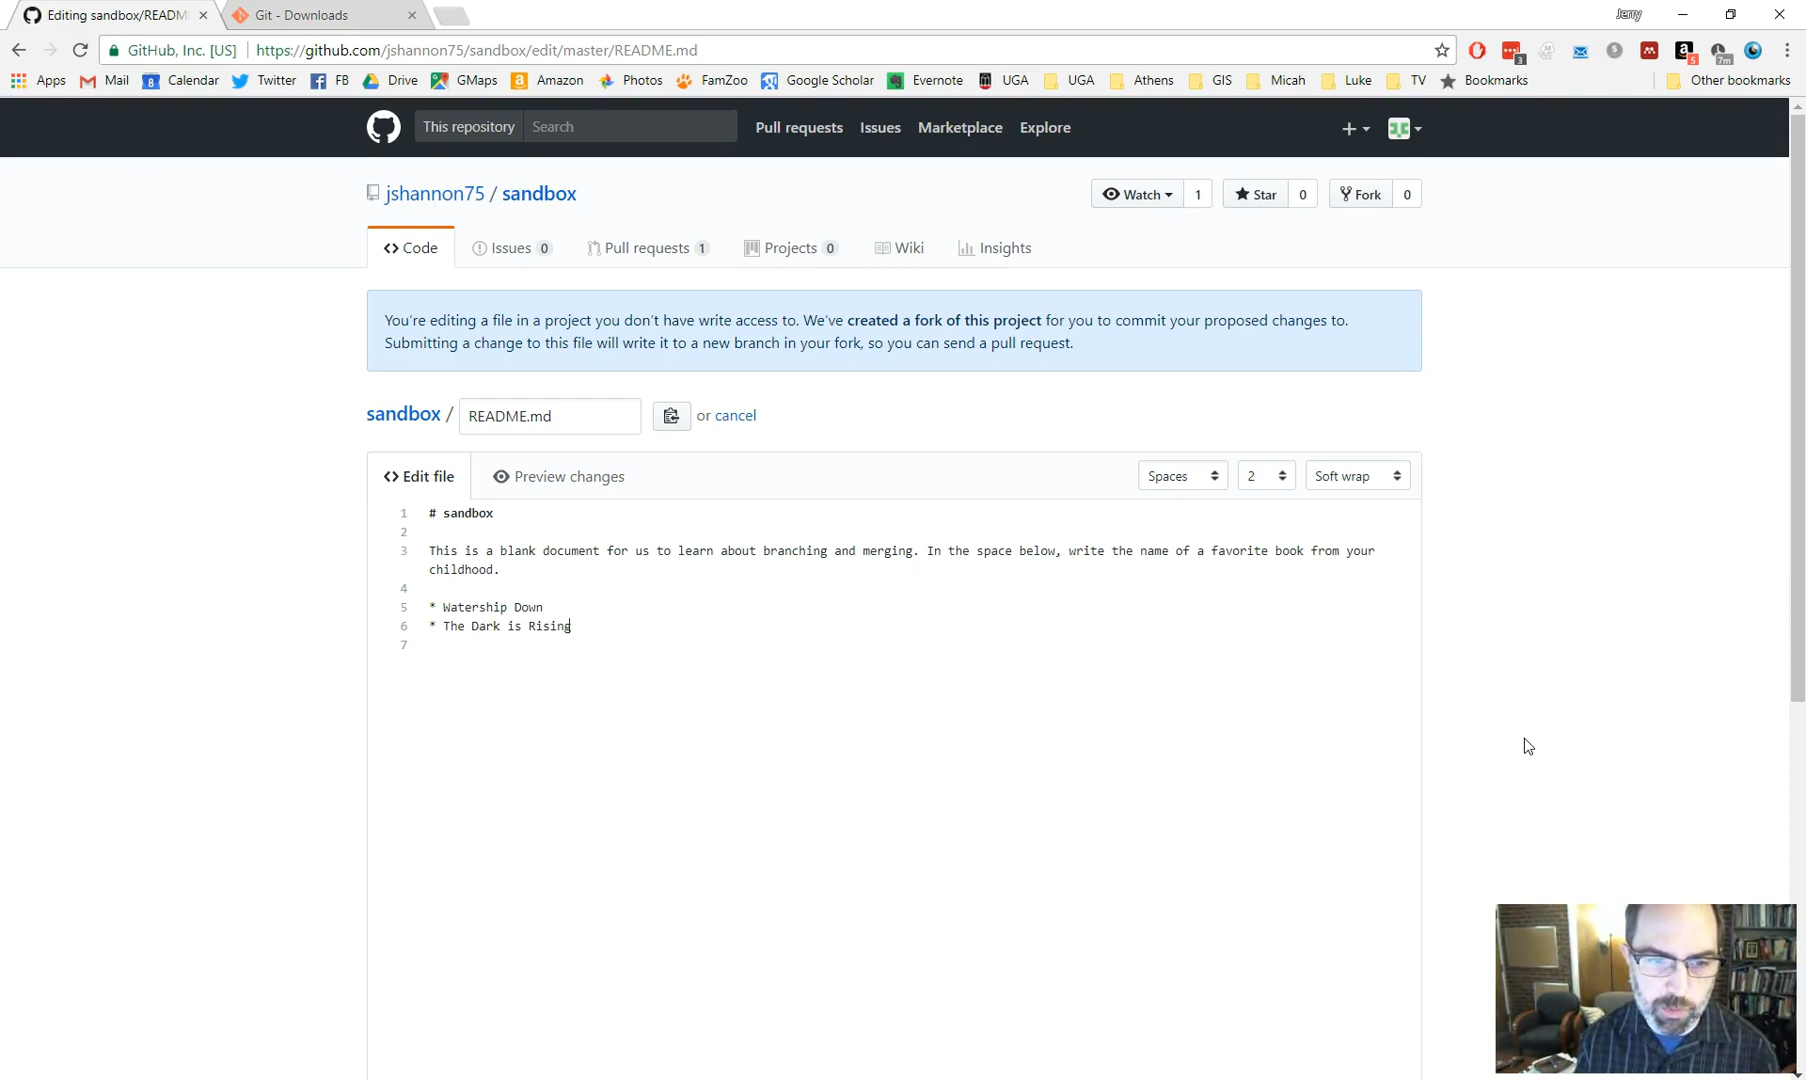 Editing sandbox/READM
Git - Downloads
Jerry
GitHub, Inc. [US]
https://github.com/jshannon75/sandbox/edit/master/README.md
3
5
7m
Apps
Mail
8
Calendar
Twitter
FB
Drive
GMaps
Amazon
Photos
FamZoo
Google Scholar
Evernote
UGA
UGA
Athens
GIS
Micah
Luke
TV
Bookmarks
Other bookmarks
This repository
Search
Pull requests
Issues
Marketplace
Explore
jshannon75 / sandbox
Watch
1
Star
0
Fork
0
<> Code
Issues 0
Pull requests 1
Projects 0
Wiki
Insights
You're editing a file in a project you don't have write access to. We've created a fork of this project for you to commit your proposed changes to.
Submitting a change to this file will write it to a new branch in your fork, so you can send a pull request.
sandbox / README.md
or cancel
<> Edit file
Preview changes
Spaces
2
Soft wrap
1 # sandbox
2
3 This is a blank document for us to learn about branching and merging. In the space below, write the name of a favorite book from your
childhood.
4
5 * Watership Down
6 * The Dark is Rising
7